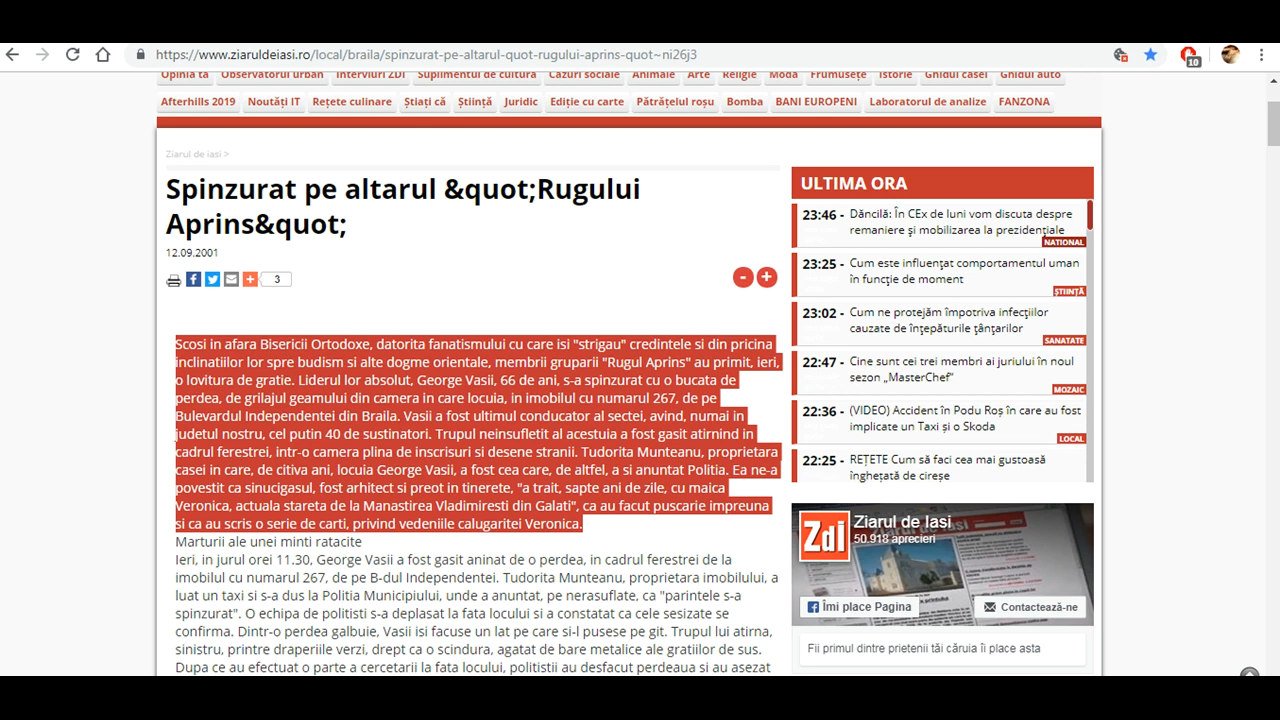 https://www.ziaruldeiasi.ro/local/braila/spinzurat-pe-altarul-quot-rugului-aprins-quot~ni26j3
10
Opinia ta Observatorul urban Interviuri ZDI Suplimentul de cultura Cazuri sociale Animale Arte Religie Moda Frumusețe Istorie Ghidul casei Ghidul auto
Afterhills 2019 Noutăți IT Rețete culinare Știați că Știință Juridic Ediție cu carte Pătrățelul roșu Bomba BANI EUROPENI Laboratorul de analize FANZONA
Ziarul de iasi >
Spinzurat pe altarul &quot;Rugului
Aprins&quot;
12.09.2001
3
- +
Scosi in afara Bisericii Ortodoxe, datorita fanatismului cu care isi "strigau" credintele si din pricina
inclinatiilor lor spre budism si alte dogme orientale, membrii gruparii "Rugul Aprins" au primit, ieri,
o lovitura de gratie. Liderul lor absolut, George Vasii, 66 de ani, s-a spinzurat cu o bucata de
perdea, de grilajul geamului din camera in care locuia, in imobilul cu numarul 267, de pe
Bulevardul Independentei din Braila. Vasii a fost ultimul conducator al sectei, avind, numai in
judetul nostru, cel putin 40 de sustinatori. Trupul neinsufletit al acestuia a fost gasit atirnind in
cadrul ferestrei, intr-o camera plina de inscrisuri si desene stranii. Tudorita Munteanu, proprietara
casei in care, de citiva ani, locuia George Vasii, a fost cea care, de altfel, a si anuntat Politia. Ea ne-a
povestit ca sinucigasul, fost arhitect si preot in tinerete, "a trait, sapte ani de zile, cu maica
Veronica, actuala stareta de la Manastirea Vladimiresti din Galati", ca au facut puscarie impreuna
si ca au scris o serie de carti, privind vedeniile calugaritei Veronica.
Marturii ale unei minti ratacite
Ieri, in jurul orei 11.30, George Vasii a fost gasit aninat de o perdea, in cadrul ferestrei de la
imobilul cu numarul 267, de pe B-dul Independentei. Tudorita Munteanu, proprietara imobilului, a
luat un taxi si s-a dus la Politia Municipiului, unde a anuntat, pe nerasuflate, ca "parintele s-a
spinzurat". O echipa de politisti s-a deplasat la fata locului si a constatat ca cele sesizate se
confirma. Dintr-o perdea galbuie, Vasii isi facuse un lat pe care si-l pusese pe git. Trupul lui atirna,
sinistru, printre draperiile verzi, drept ca o scindura, agatat de bare metalice ale gratiilor de sus.
Dupa ce au efectuat o parte a cercetarii la fata locului, politistii au desfacut perdeaua si au asezat
ULTIMA ORA
23:46 - Dăncilă: În CEx de luni vom discuta despre
remaniere şi mobilizarea la prezidenţiale
NATIONAL
23:25 - Cum este influenţat comportamentul uman
în funcţie de moment
ŞTIINŢĂ
23:02 - Cum ne protejăm împotriva infecţiilor
cauzate de înţepăturile ţânţarilor
SANATATE
22:47 - Cine sunt cei trei membri ai juriului în noul
sezon „MasterChef”
MOZAIC
22:36 - (VIDEO) Accident în Podu Roş în care au fost
implicate un Taxi şi o Skoda
LOCAL
22:25 - REŢETE Cum să faci cea mai gustoasă
îngheţată de cireşe
Zdi
Ziarul de Iasi
50.918 aprecieri
Îmi place Pagina
Contactează-ne
Fii primul dintre prietenii tăi căruia îi place asta